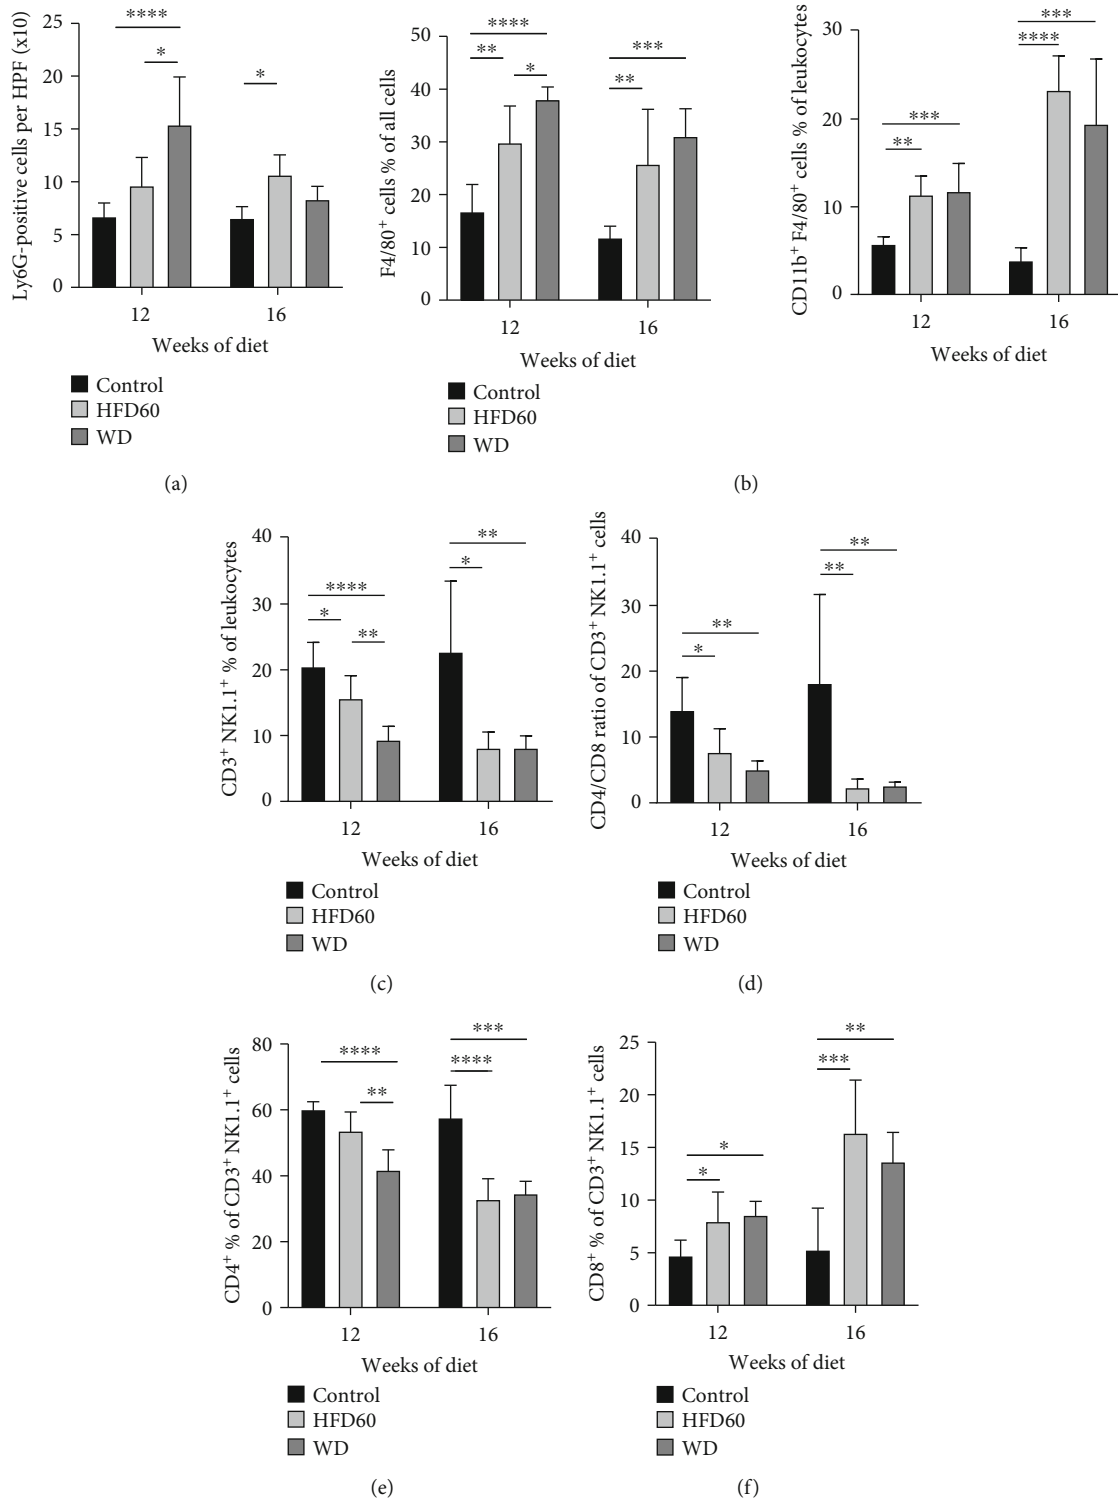 Ly6G-positive cells per HPF (x10)
25
20
15
10
5
0
****
*
*
12
16
Weeks of diet
Control
HFD60
WD
(a)
F4/80⁺ cells % of all cells
50
40
30
20
10
0
****
**
*
***
**
12
16
Weeks of diet
Control
HFD60
WD
CD11b⁺ F4/80⁺ cells % of leukocytes
30
20
10
0
***
**
***
****
12
16
Weeks of diet
(b)
CD3⁺ NK1.1⁺ % of leukocytes
40
30
20
10
0
****
*
**
**
*
12
16
Weeks of diet
Control
HFD60
WD
(c)
CD4/CD8 ratio of CD3⁺ NK1.1⁺ cells
40
30
20
10
0
**
*
**
**
12
16
Weeks of diet
Control
HFD60
WD
(d)
CD4⁺ % of CD3⁺ NK1.1⁺ cells
80
60
40
20
0
****
**
***
****
12
16
Weeks of diet
Control
HFD60
WD
(e)
CD8⁺ % of CD3⁺ NK1.1⁺ cells
25
20
15
10
5
0
*
*
**
***
12
16
Weeks of diet
Control
HFD60
WD
(f)